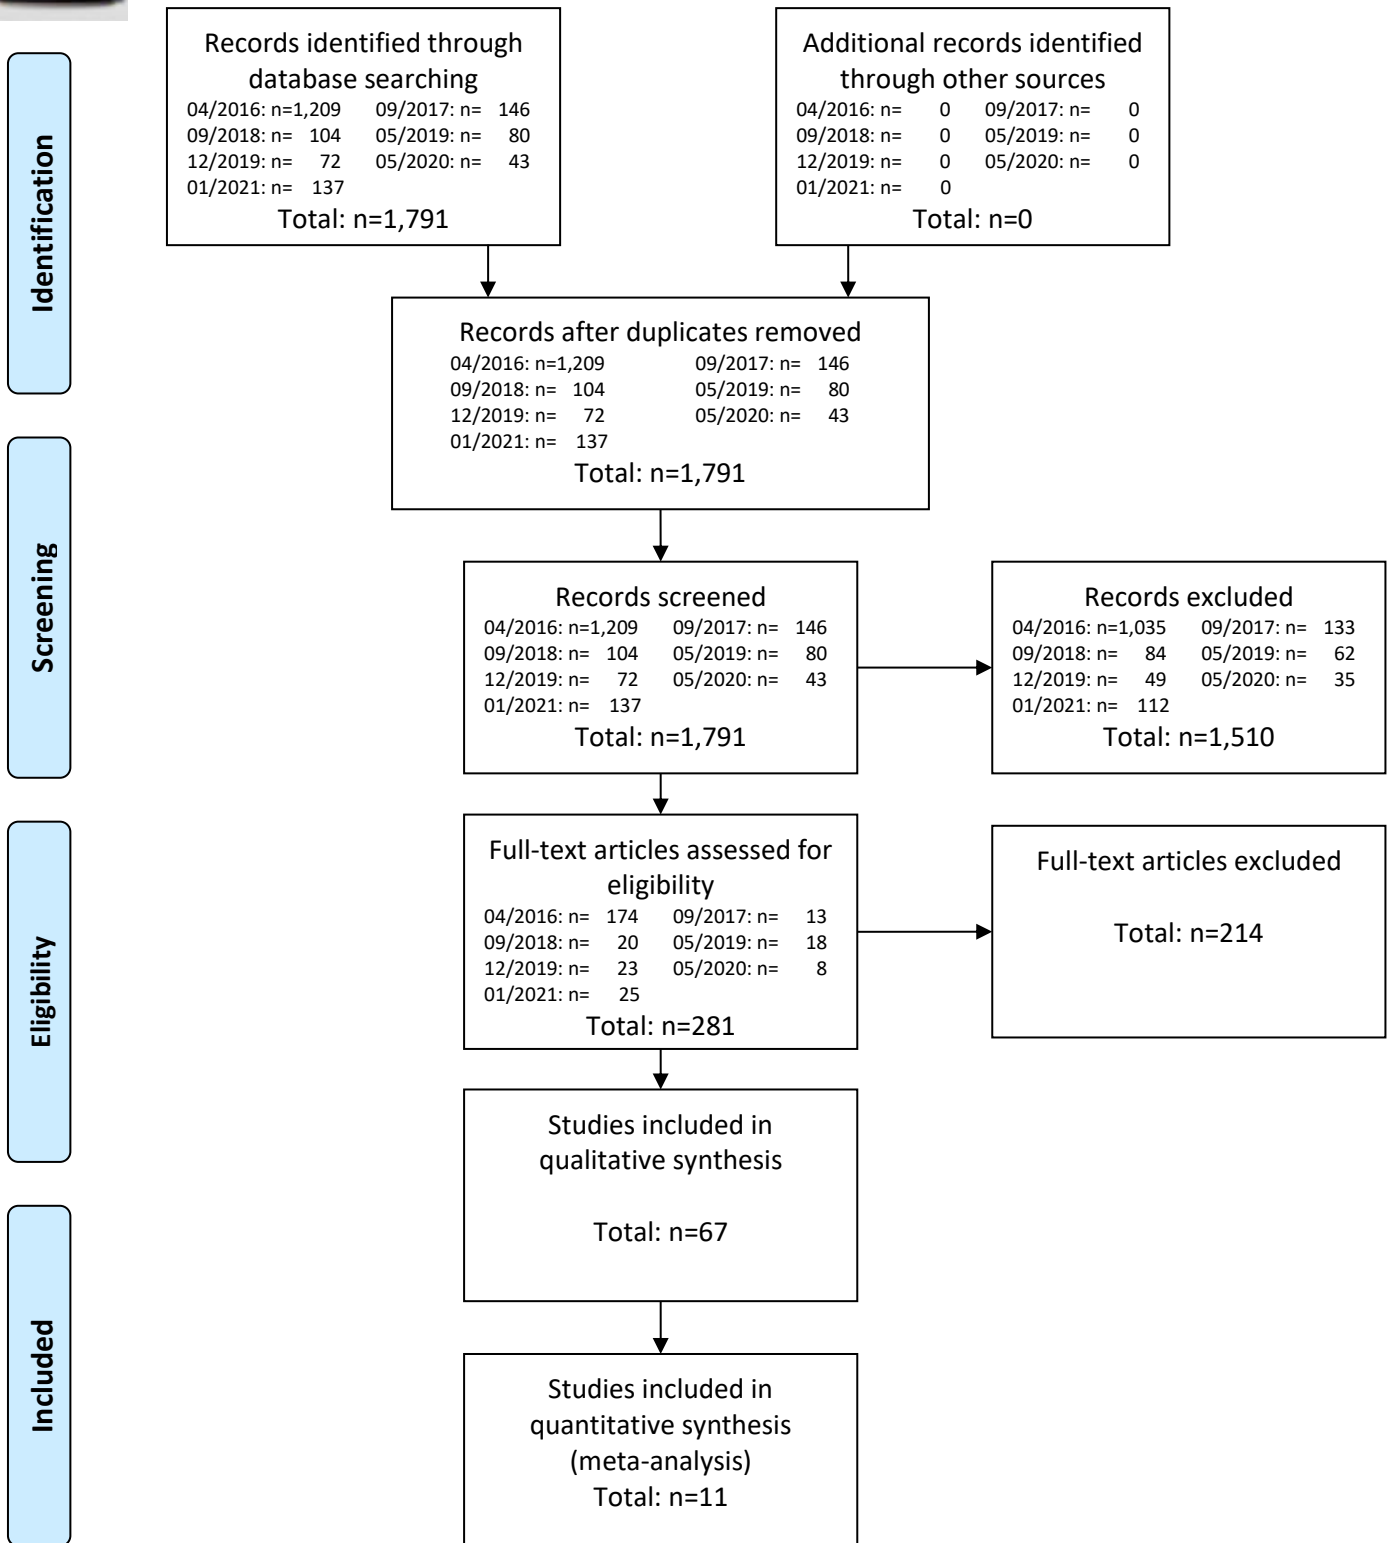 Records identified through
database searching
04/2016: n=1,209 09/2017: n= 146
09/2018: n= 104 05/2019: n= 80
12/2019: n= 72 05/2020: n= 43
01/2021: n= 137
Total: n=1,791
Additional records identified
through other sources
04/2016: n= 0 09/2017: n= 0
09/2018: n= 0 05/2019: n= 0
12/2019: n= 0 05/2020: n= 0
01/2021: n= 0
Total: n=0
Identification
Records after duplicates removed
04/2016: n=1,209 09/2017: n= 146
09/2018: n= 104 05/2019: n= 80
12/2019: n= 72 05/2020: n= 43
01/2021: n= 137
Total: n=1,791
Screening
Records screened
04/2016: n=1,209 09/2017: n= 146
09/2018: n= 104 05/2019: n= 80
12/2019: n= 72 05/2020: n= 43
01/2021: n= 137
Total: n=1,791
Records excluded
04/2016: n=1,035 09/2017: n= 133
09/2018: n= 84 05/2019: n= 62
12/2019: n= 49 05/2020: n= 35
01/2021: n= 112
Total: n=1,510
Eligibility
Full-text articles assessed for
eligibility
04/2016: n= 174 09/2017: n= 13
09/2018: n= 20 05/2019: n= 18
12/2019: n= 23 05/2020: n= 8
01/2021: n= 25
Total: n=281
Full-text articles excluded
Total: n=214
Studies included in
qualitative synthesis
Total: n=67
Included
Studies included in
quantitative synthesis
(meta-analysis)
Total: n=11